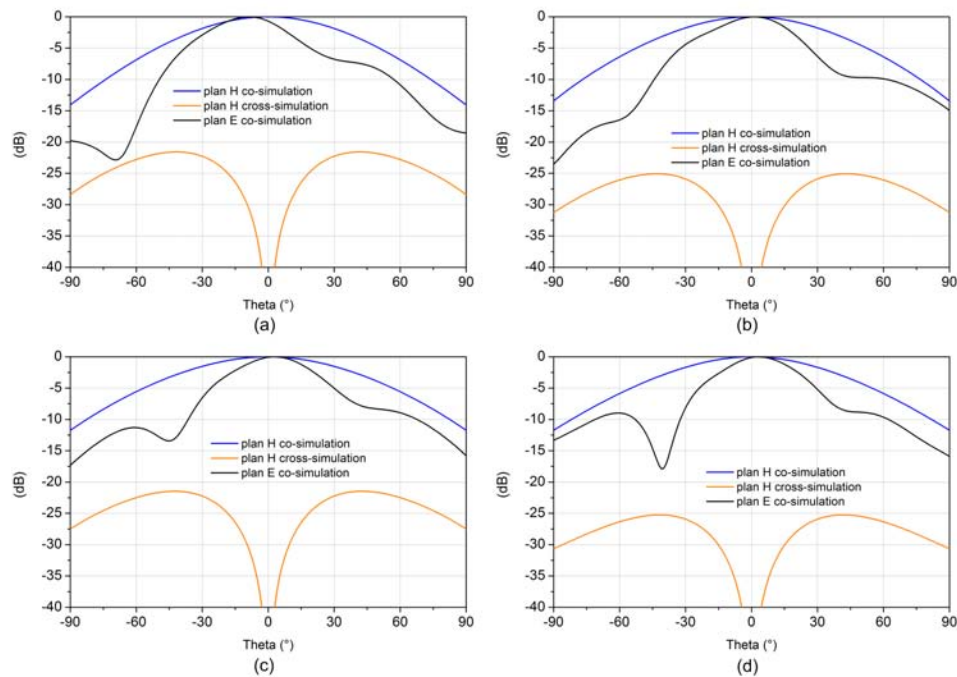 0
-5
-10
-15
-20
-25
-30
-35
-40
(dB)
plan H co-simulation
plan H cross-simulation
plan E co-simulation
-90 -60 -30 0 30 60 90
Theta (°)
(a)
0
-5
-10
-15
-20
-25
-30
-35
-40
(dB)
plan H co-simulation
plan H cross-simulation
plan E co-simulation
-90 -60 -30 0 30 60 90
Theta (°)
(b)
0
-5
-10
-15
-20
-25
-30
-35
-40
(dB)
plan H co-simulation
plan H cross-simulation
plan E co-simulation
-90 -60 -30 0 30 60 90
Theta (°)
(c)
0
-5
-10
-15
-20
-25
-30
-35
-40
(dB)
plan H co-simulation
plan H cross-simulation
plan E co-simulation
-90 -60 -30 0 30 60 90
Theta (°)
(d)